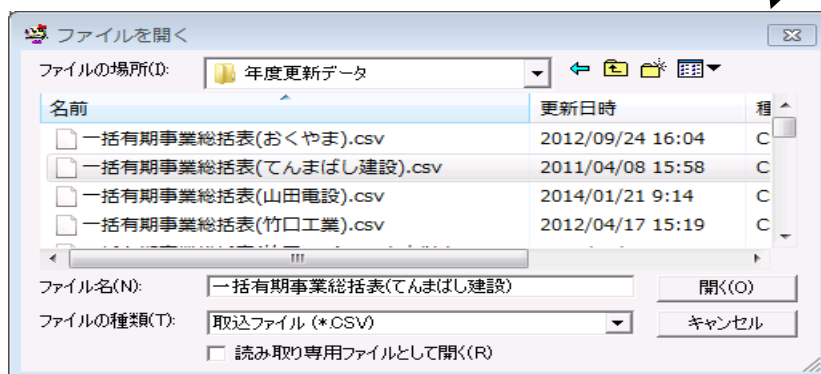 ファイルを開く
ファイルの場所(I): 年度更新データ
名前 更新日時 種
一括有期事業総括表(おくやま).csv 2012/09/24 16:04 C
一括有期事業総括表(てんまばし建設).csv 2011/04/08 15:58 C
一括有期事業総括表(山田電設).csv 2014/01/21 9:14 C
一括有期事業総括表(竹口工業).csv 2012/04/17 15:19 C
ファイル名(N): 一括有期事業総括表(てんまばし建設) 開く(O)
ファイルの種類(T): 取込ファイル (*.CSV) キャンセル
読み取り専用ファイルとして開く(R)